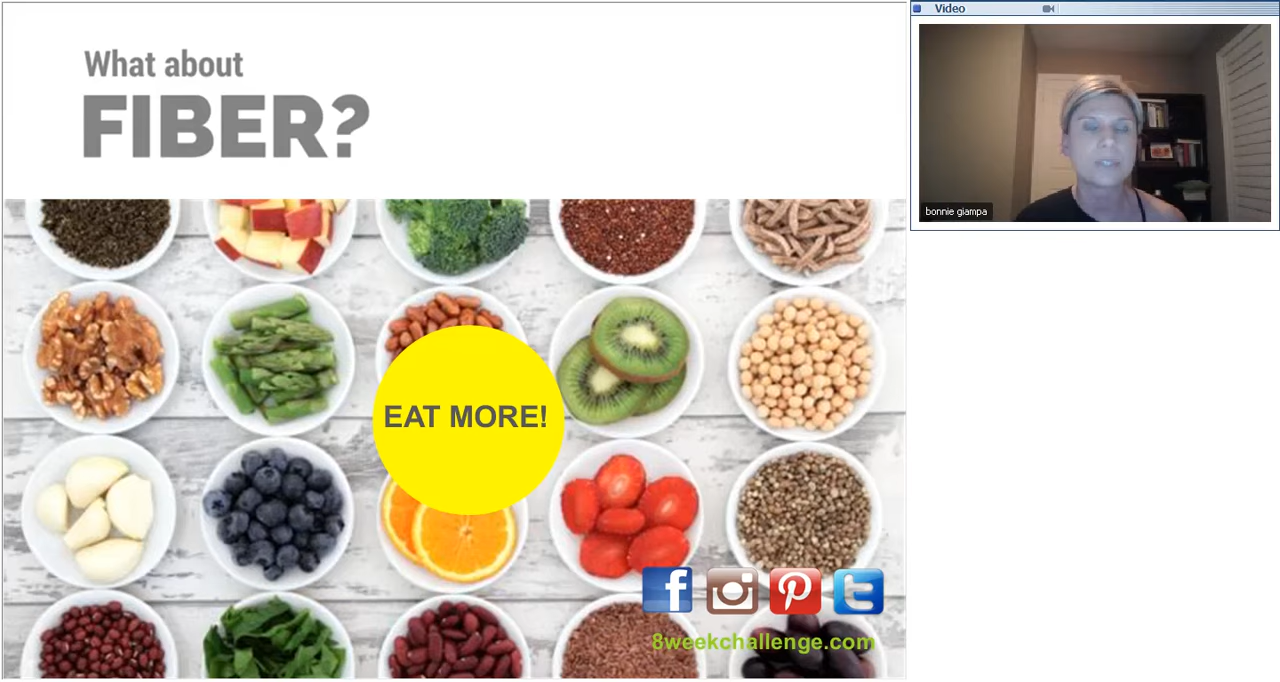 What about
FIBER?
EAT MORE!
8weekchallenge.com
Video
bonnie giampa